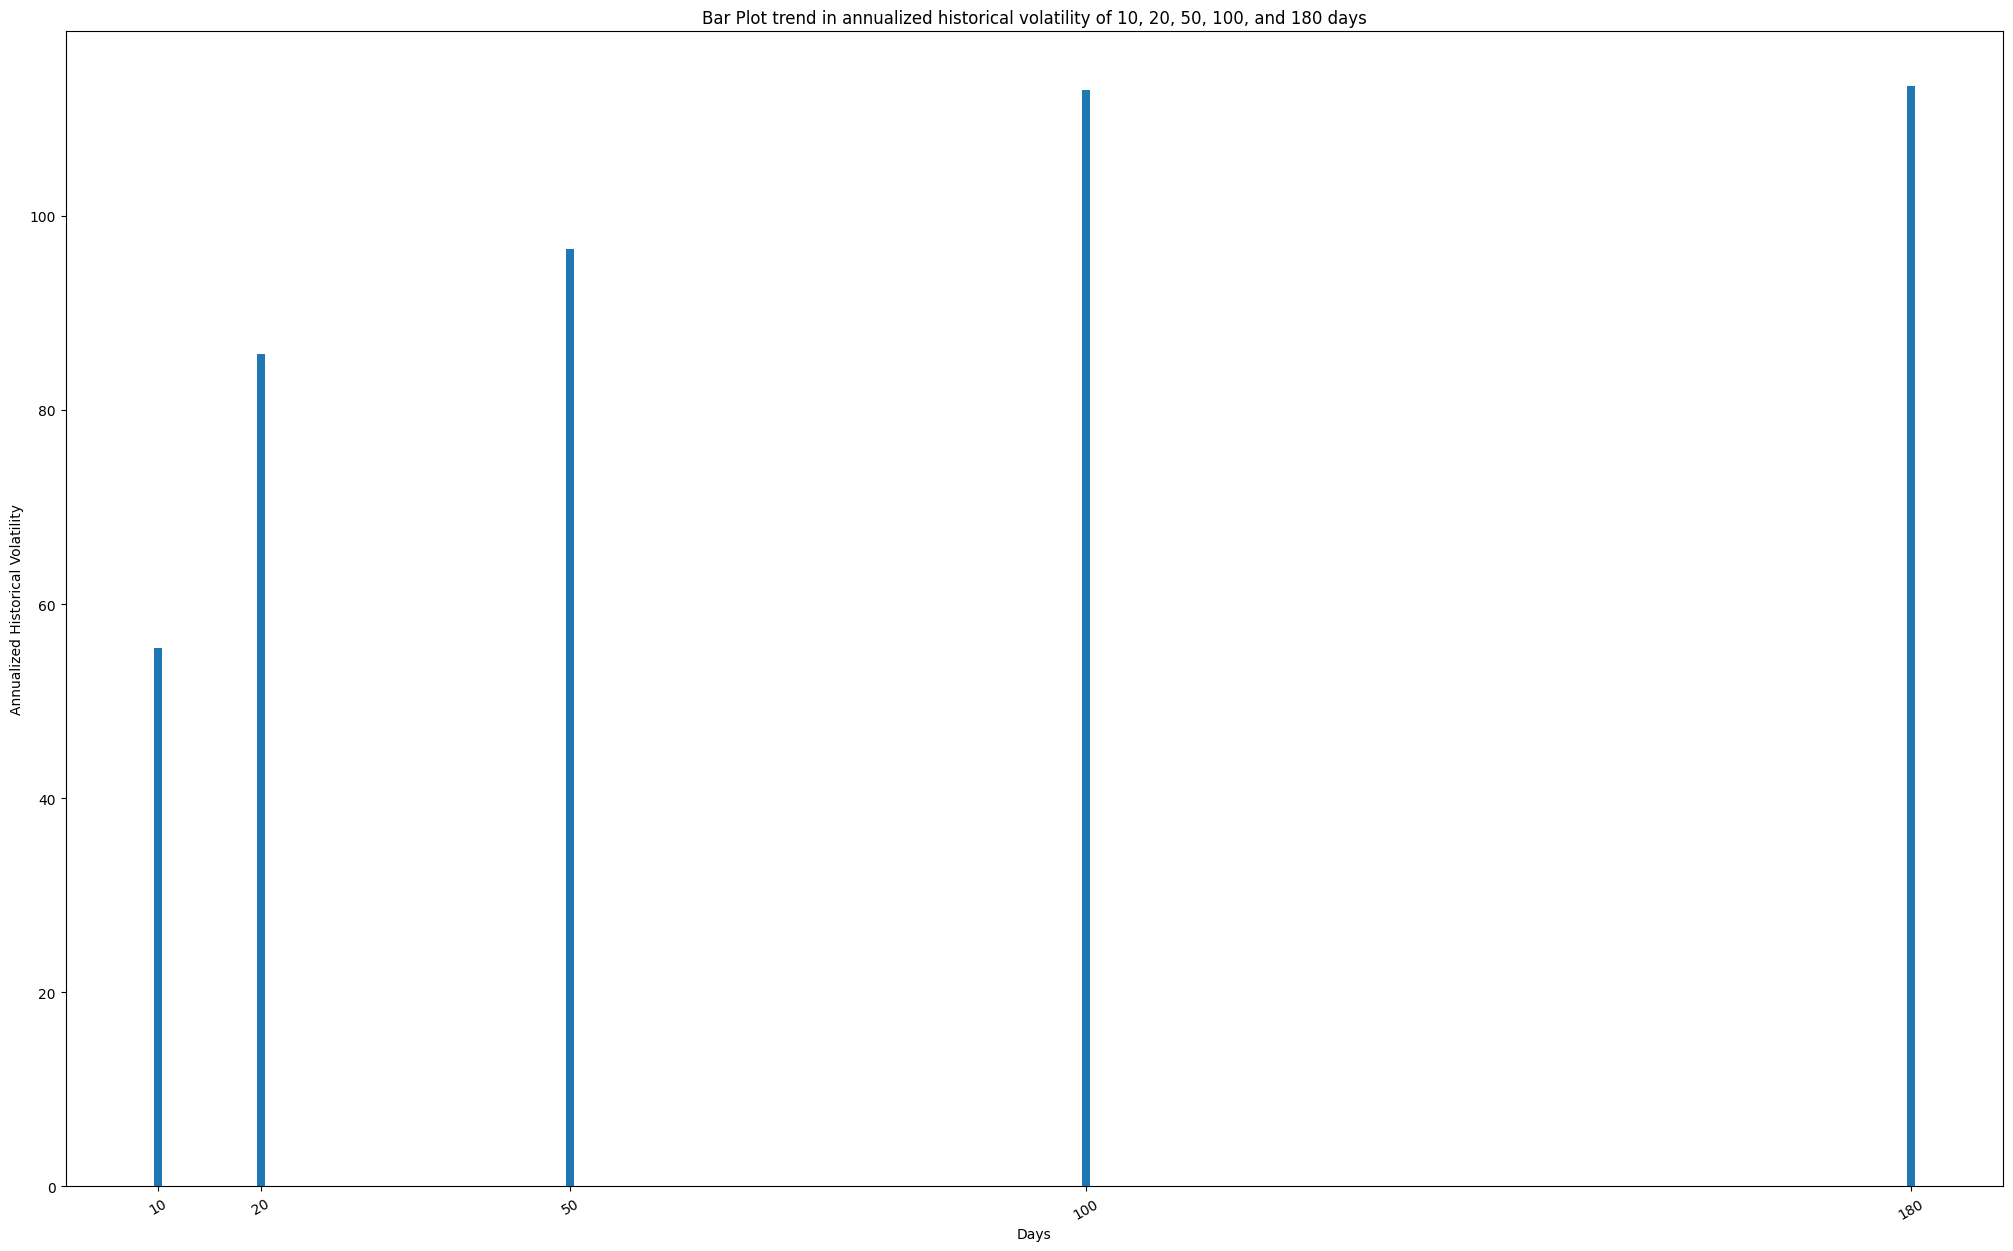 Bar Plot trend in annualized historical volatility of 10, 20, 50, 100, and 180 days
Annualized Historical Volatility
100
80
60
40
20
0
10 20 50 100 180
Days